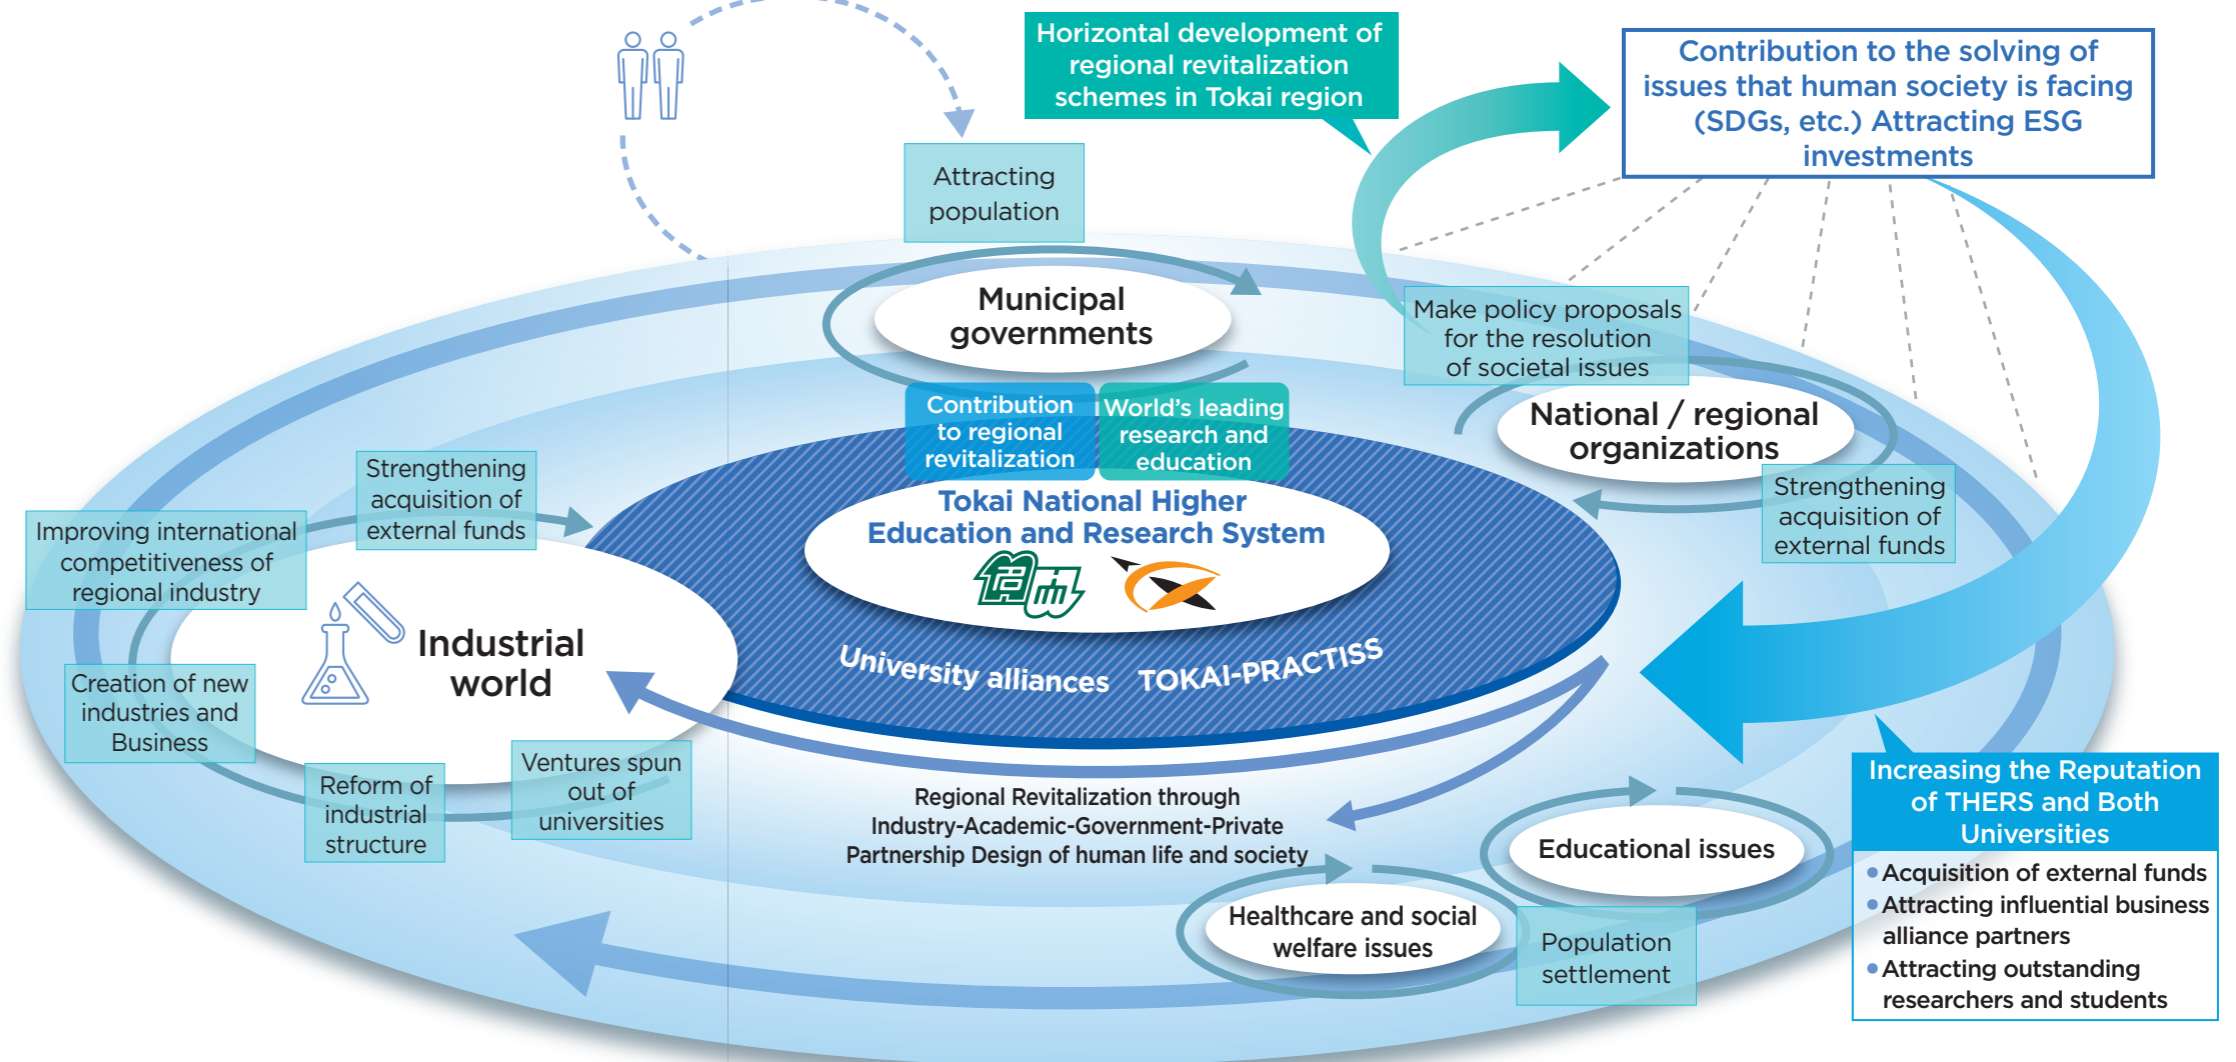 Horizontal development of
regional revitalization
schemes in Tokai region
Contribution to the solving of
issues that human society is facing
(SDGs, etc.) Attracting ESG
investments
Attracting
population
Municipal
governments
Make policy proposals
for the resolution
of societal issues
National / regional
organizations
Strengthening
acquisition of
external funds
Contribution
to regional
revitalization
World's leading
research and
education
Tokai National Higher
Education and Research System
University alliances TOKAI-PRACTISS
Strengthening
acquisition of
external funds
Improving international
competitiveness of
regional industry
Industrial
world
Creation of new
industries and
Business
Reform of
industrial
structure
Ventures spun
out of
universities
Regional Revitalization through
Industry-Academic-Government-Private
Partnership Design of human life and society
Educational issues
Healthcare and social
welfare issues
Population
settlement
Increasing the Reputation
of THERS and Both
Universities
• Acquisition of external funds
• Attracting influential business
alliance partners
• Attracting outstanding
researchers and students